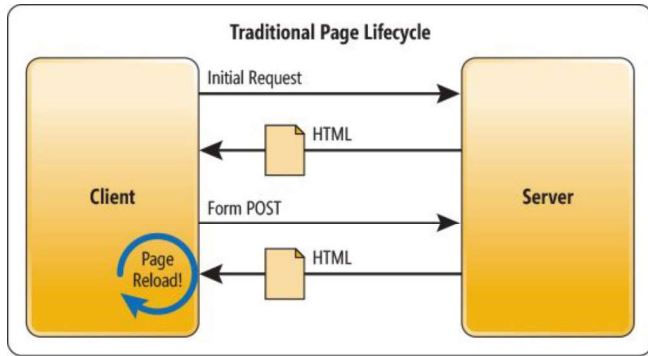 Traditional Page Lifecycle
Initial Request
HTML
Client
Server
Form POST
HTML
Page
Reload!